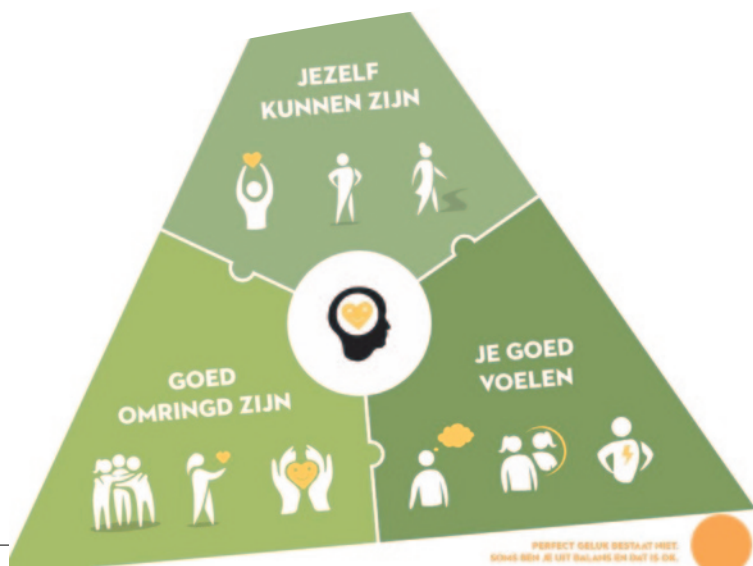 JEZELF
KUNNEN ZIJN
GOED
OMRINGD ZIJN
JE GOED
VOELEN
PERFECT GELUK BESTAAT NIET.
SOMS BEN JE UIT BALANS EN DAT IS OK.